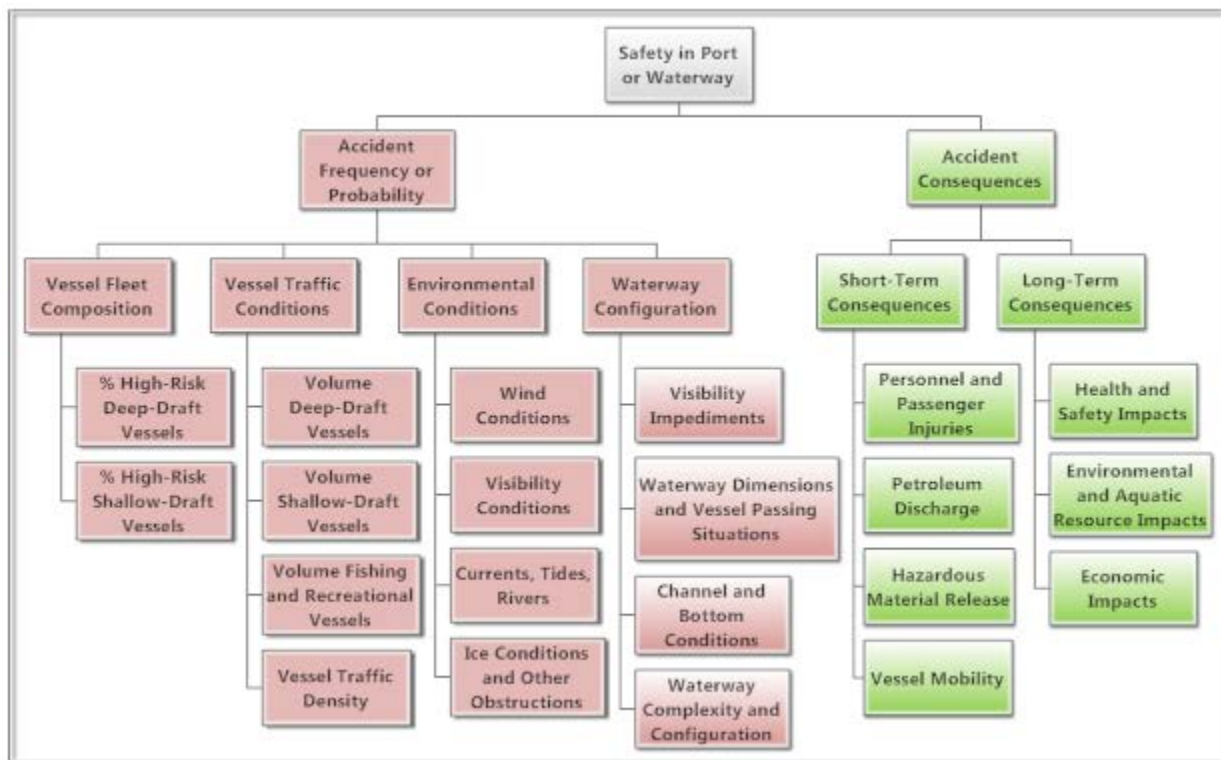 Safety in Port
or Waterway
Accident
Frequency or
Probability
Accident
Consequences
Vessel Fleet
Composition
Vessel Traffic
Conditions
Environmental
Conditions
Waterway
Configuration
Short-Term
Consequences
Long-Term
Consequences
% High-Risk
Deep-Draft
Vessels
% High-Risk
Shallow-Draft
Vessels
Volume
Deep-Draft
Vessels
Volume
Shallow-Draft
Vessels
Volume Fishing
and Recreational
Vessels
Vessel Traffic
Density
Wind
Conditions
Visibility
Conditions
Currents, Tides,
Rivers
Ice Conditions
and Other
Obstructions
Visibility
Impediments
Waterway Dimensions
and Vessel Passing
Situations
Channel and
Bottom
Conditions
Waterway
Complexity and
Configuration
Personnel and
Passenger
Injuries
Petroleum
Discharge
Hazardous
Material Release
Vessel Mobility
Health and
Safety Impacts
Environmental
and Aquatic
Resource Impacts
Economic
Impacts